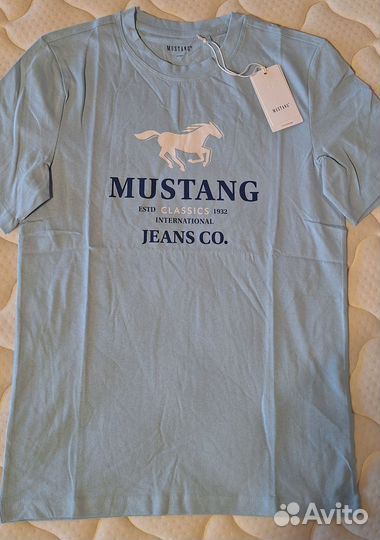 MUSTANG
MUSTANG
MUSTANG
ESTD CLASSICS 1932
INTERNATIONAL
JEANS CO.
Avito